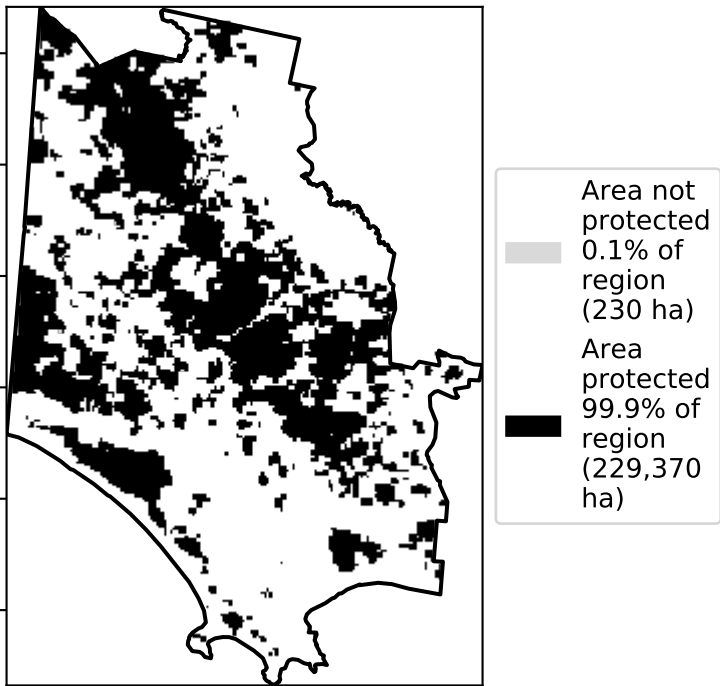 Area not
protected
0.1% of
region
(230 ha)
Area
protected
99.9% of
region
(229,370
ha)